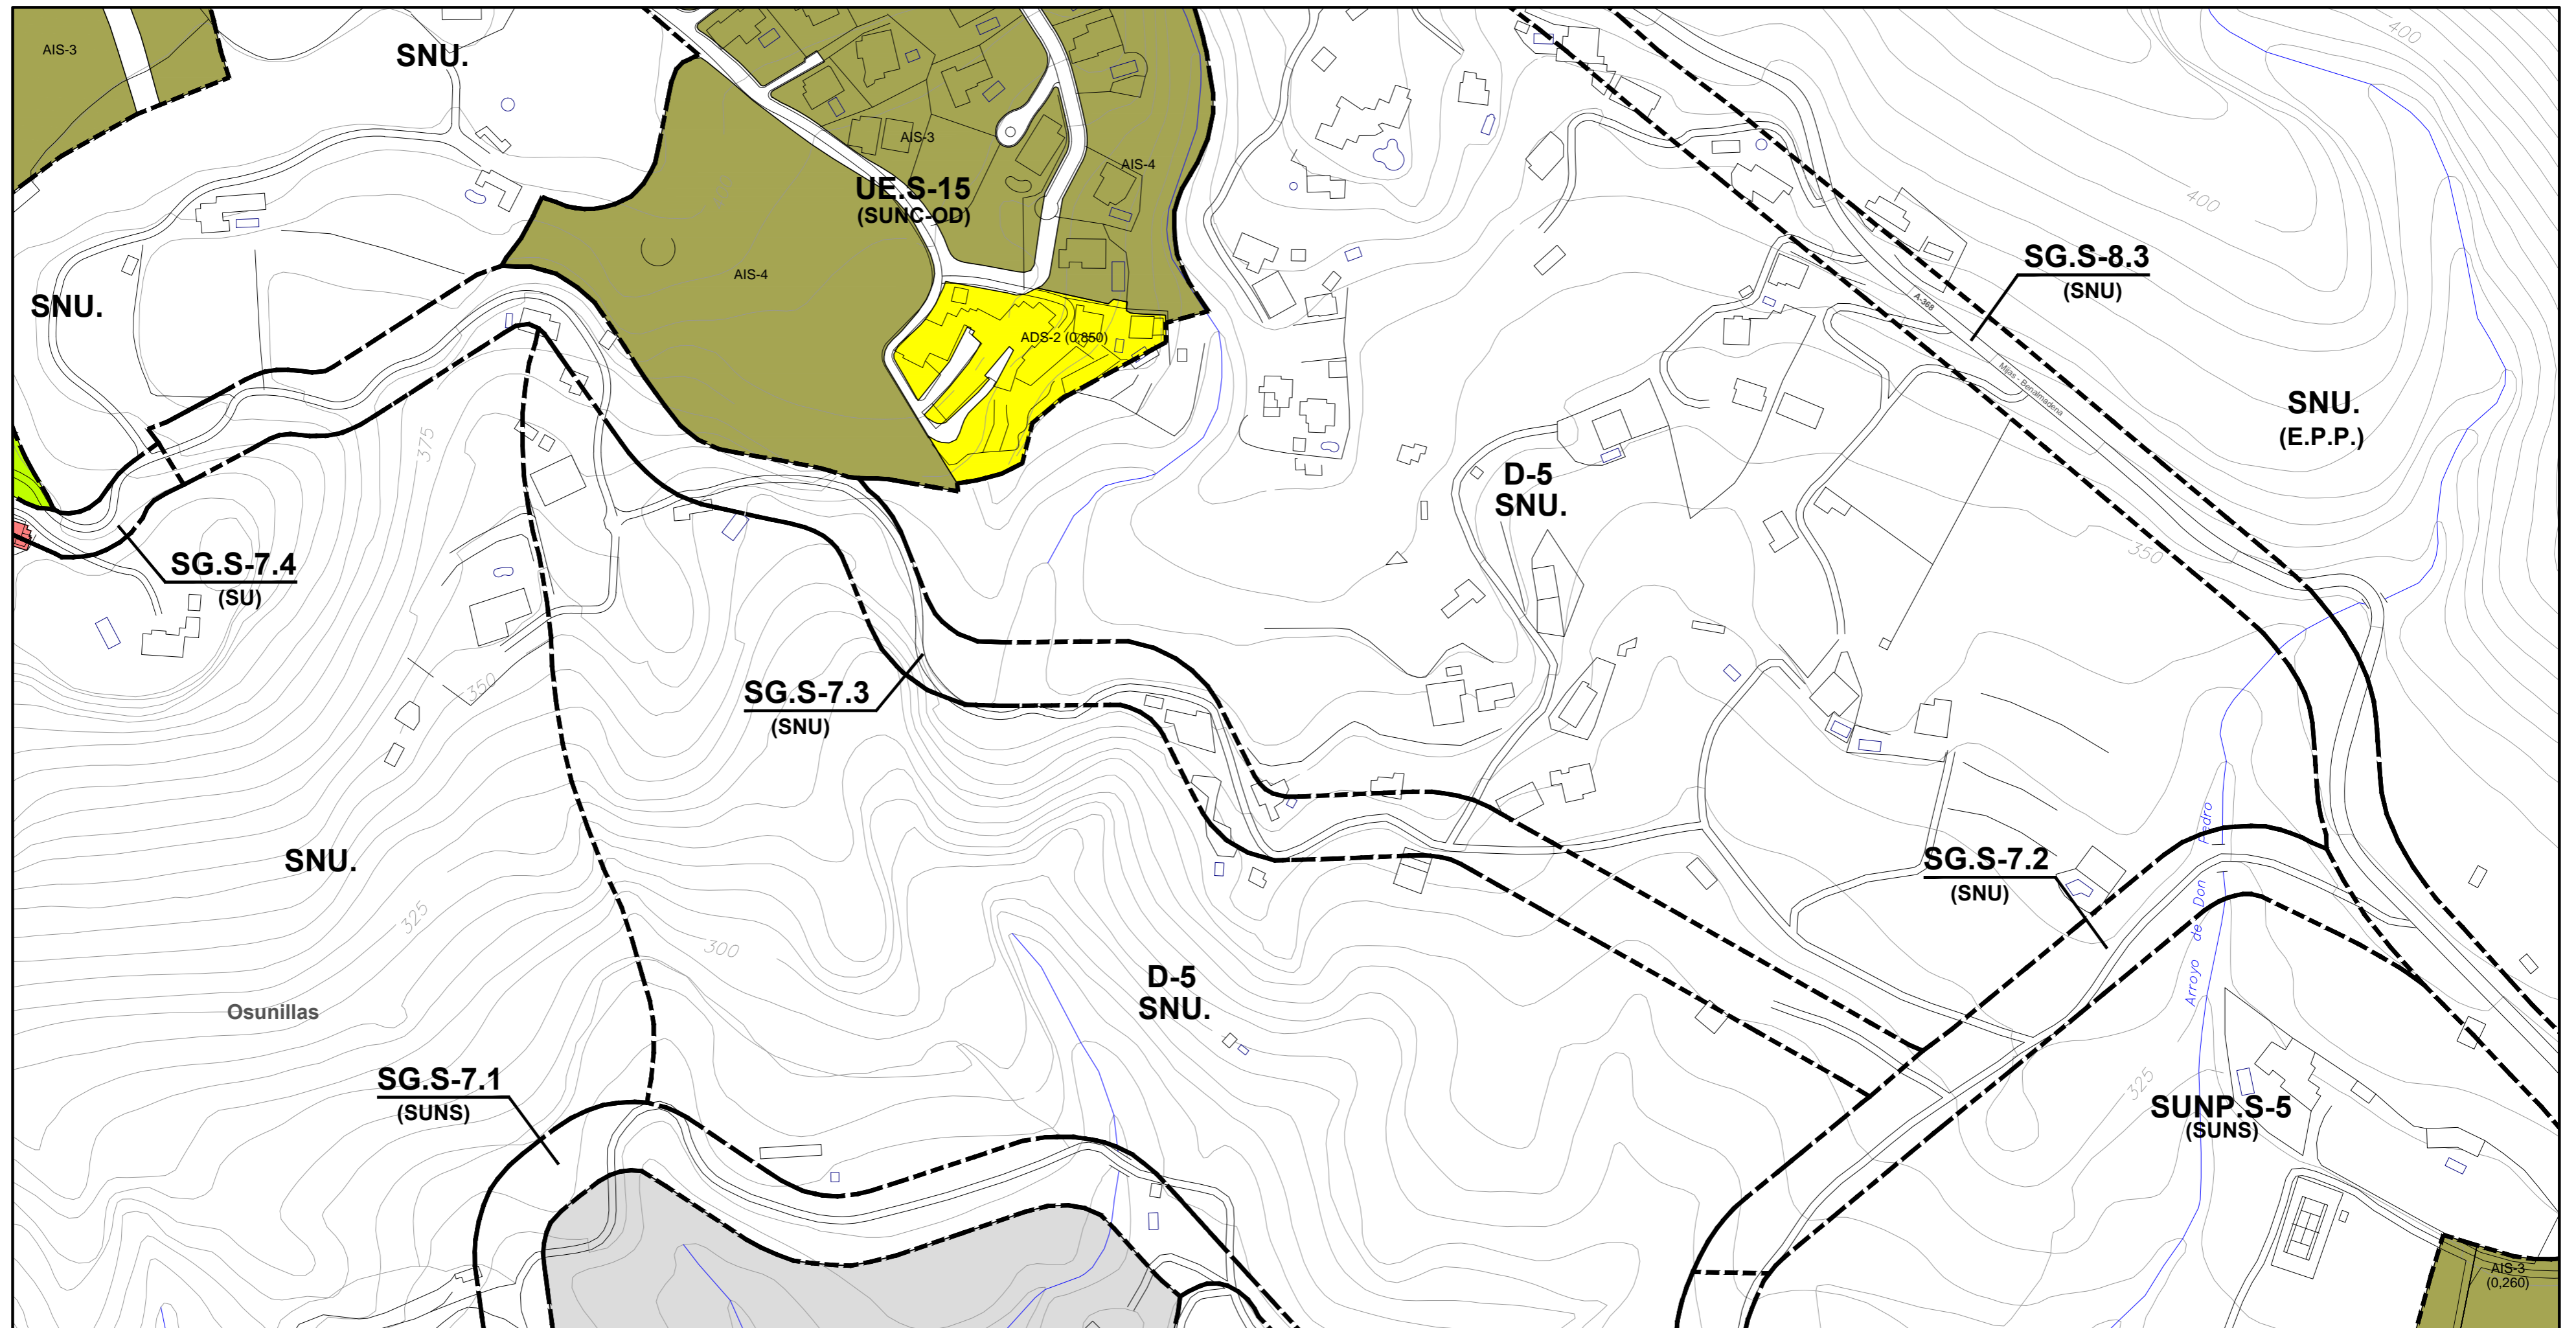 AIS-3
SNU.
400
AIS-3
AIS-4
UE.S-15
(SUNC-OD)
400
SG.S-8.3
(SNU)
AIS-4
SNU.
A-368
ADS-2 (0,850)
Mijas - Benalmadena
SNU.
(E.P.P.)
375
D-5
SNU.
350
SG.S-7.4
(SU)
350
SG.S-7.3
(SNU)
Arroyo de Don Pedro
SNU.
SG.S-7.2
(SNU)
325
300
D-5
SNU.
Osunillas
SG.S-7.1
(SUNS)
325
SUNP.S-5
(SUNS)
AIS-3
(0,260)